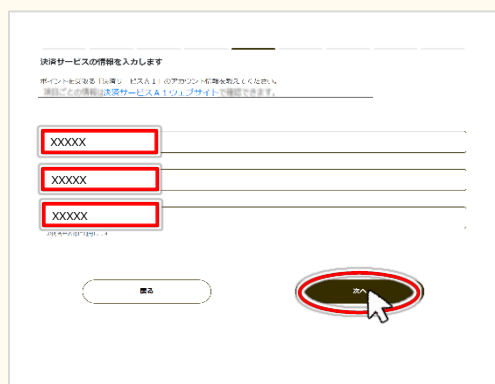 決済サービスの情報を入力します
ポイントを受取る「決済サービスA1」のアカウント情報を教えてください。
項目ごとの情報は決済サービスA1ウェブサイトで確認できます。
XXXXX
XXXXX
XXXXX
戻る
次へ